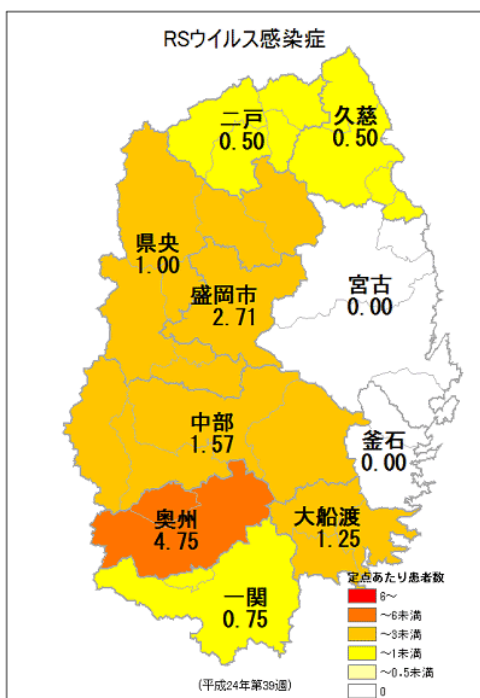 RSウイルス感染症
二戸
0.50
久慈
0.50
県央
1.00
盛岡市
2.71
宮古
0.00
中部
1.57
釜石
0.00
奥州
4.75
大船渡
1.25
一関
0.75
定点あたり患者数
6～
～6未満
～3未満
～1未満
～0.5未満
0
(平成24年第39週)